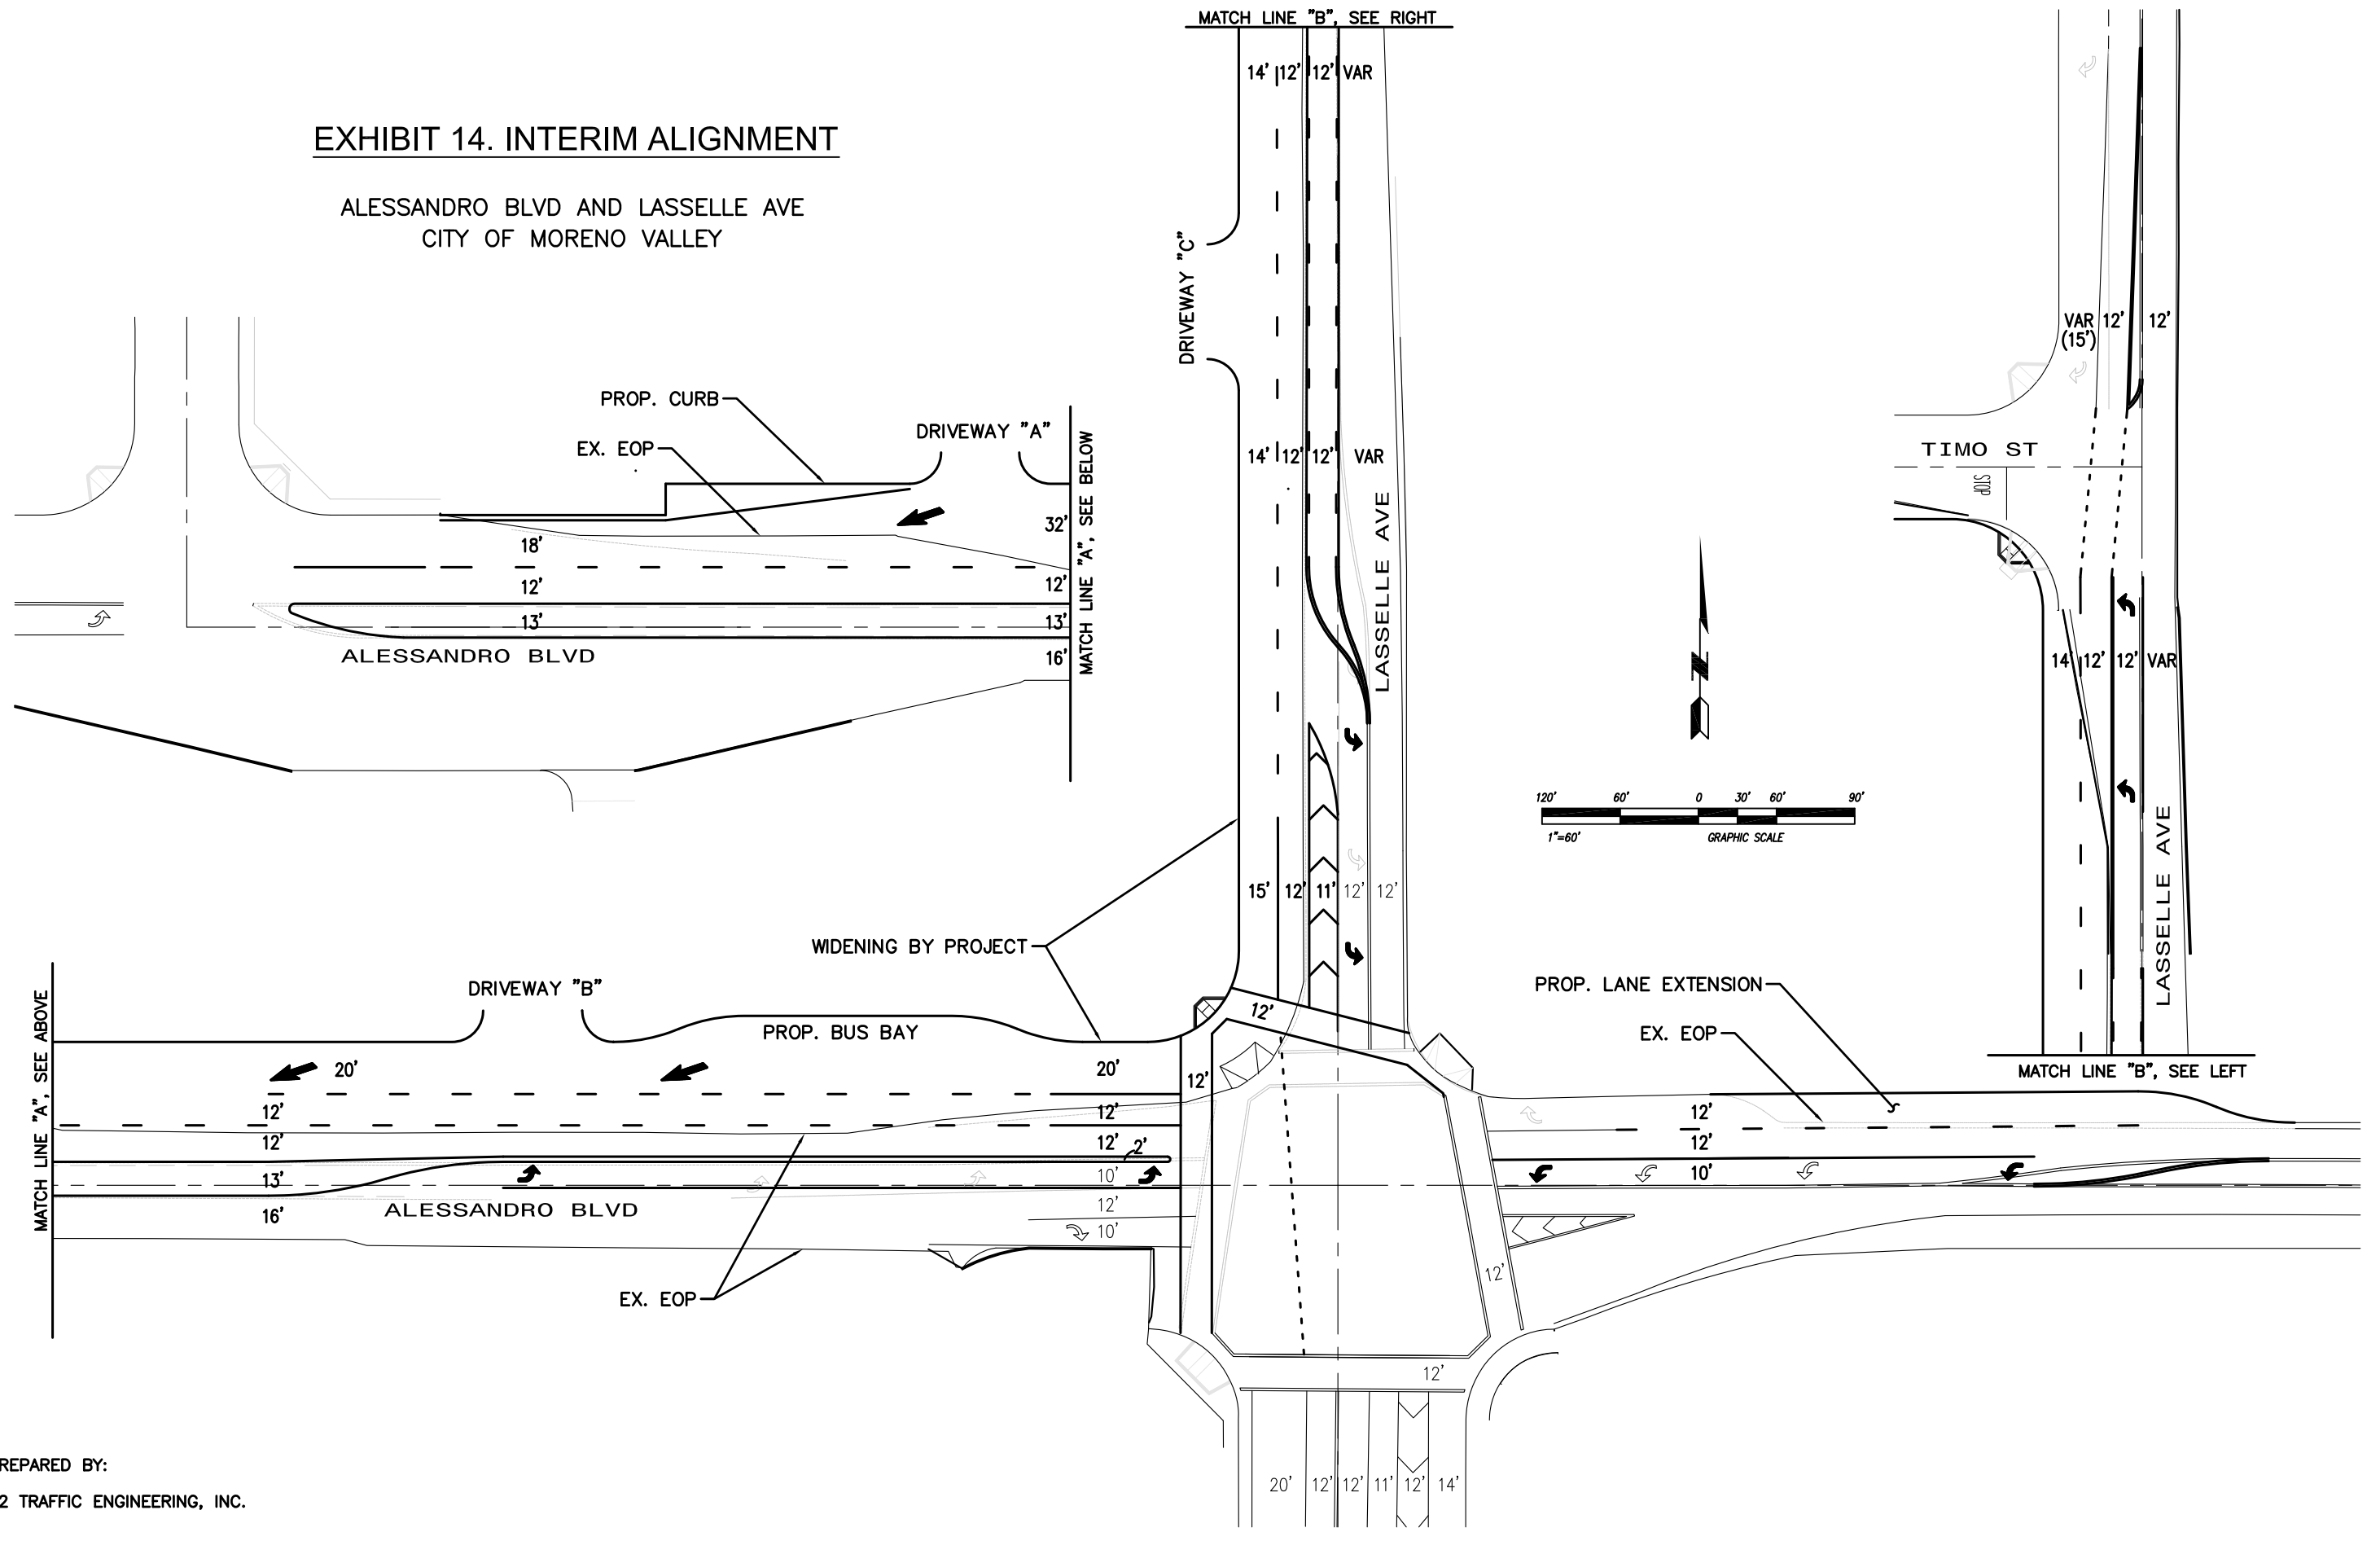 MATCH LINE "B", SEE RIGHT
14' 12' 12' VAR
EXHIBIT 14. INTERIM ALIGNMENT
ALESSANDRO BLVD AND LASSELLE AVE
CITY OF MORENO VALLEY
DRIVEWAY "C"
PROP. CURB
EX. EOP
DRIVEWAY "A"
MATCH LINE "A", SEE BELOW
32'
18'
12'
12'
13'
13'
16'
ALESSANDRO BLVD
14' 12' 12' VAR
LASSELLE AVE
VAR 12' 12'
(15')
TIMO ST
STOP
14' 12' 12' VAR
LASSELLE AVE
N
120' 60' 0 30' 60' 90'
1"=60' GRAPHIC SCALE
15' 12' 11' 12' 12'
WIDENING BY PROJECT
MATCH LINE "A", SEE ABOVE
DRIVEWAY "B"
PROP. BUS BAY
20'
20'
12'
12'
12'
12'
2'
13'
10'
16'
12'
10'
ALESSANDRO BLVD
EX. EOP
12'
12'
12'
12'
PROP. LANE EXTENSION
EX. EOP
MATCH LINE "B", SEE LEFT
12'
12'
10'
20' 12' 12' 11' 12' 14'
REPARED BY:
2 TRAFFIC ENGINEERING, INC.